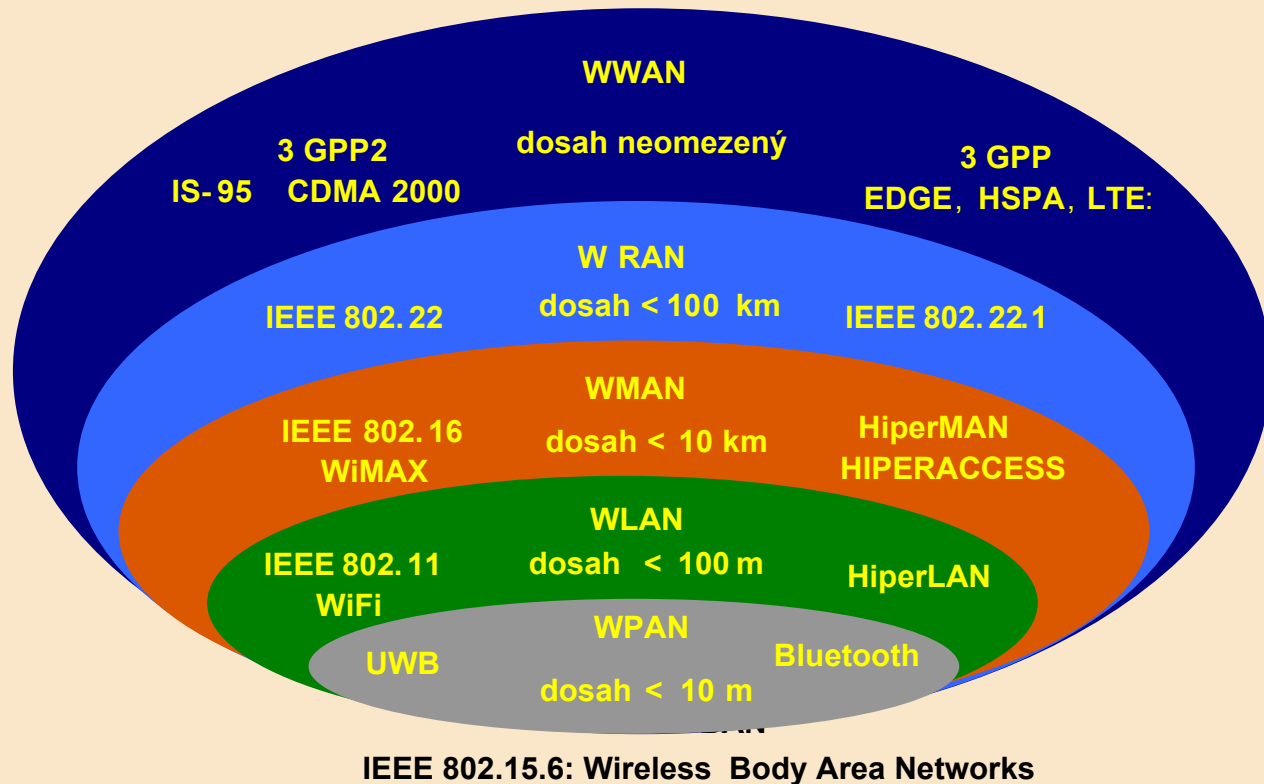 WWAN
dosah neomezený
3 GPP2
IS-95 CDMA 2000
3 GPP
EDGE, HSPA, LTE:
W RAN
dosah < 100 km
IEEE 802.22
IEEE 802.22.1
WMAN
dosah < 10 km
IEEE 802.16
WiMAX
HiperMAN
HIPERACCESS
WLAN
dosah < 100 m
IEEE 802.11
WiFi
HiperLAN
WPAN
UWB
Bluetooth
dosah < 10 m
IEEE 802.15.6: Wireless Body Area Networks